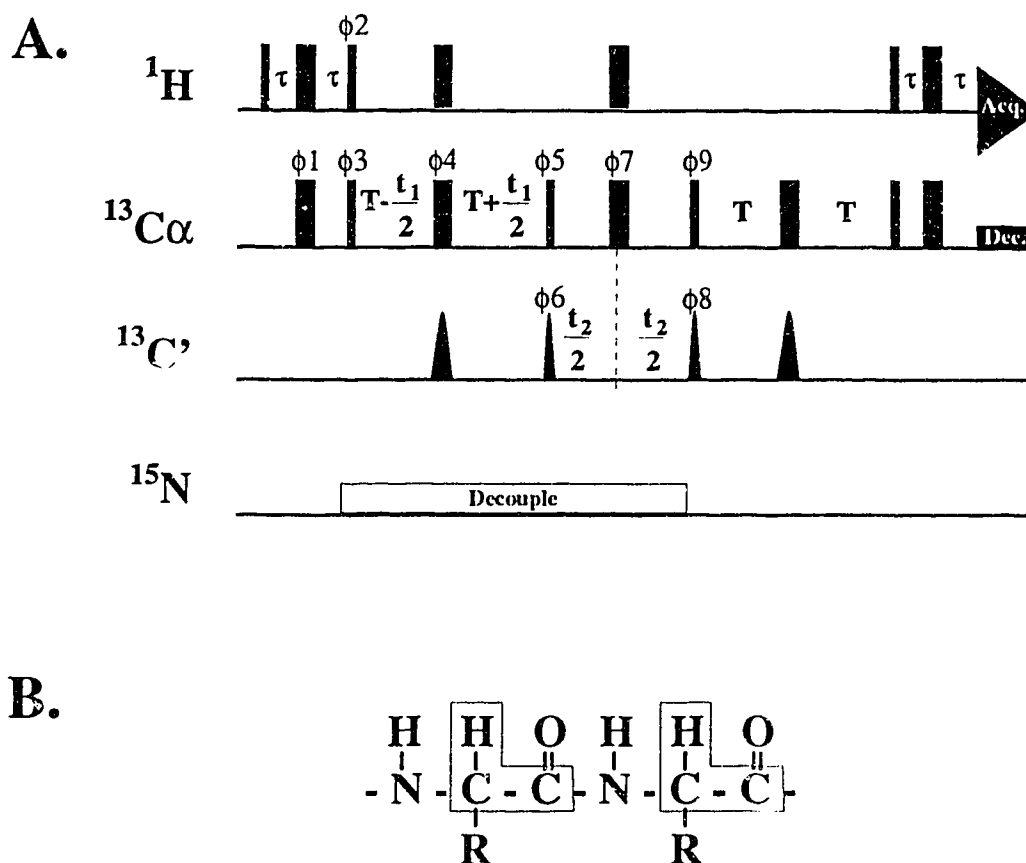 A.
ϕ2
¹H τ τ τ τ Acq.
ϕ1 ϕ3 ϕ4 ϕ5 ϕ7 ϕ9
¹³Cα T-t₁/2 T+t₁/2 T T Dec.
ϕ6 ϕ8
¹³C' t₂/2 t₂/2
¹⁵N Decouple
B.
H H O H H O
- N - C - C - N - C - C -
R R